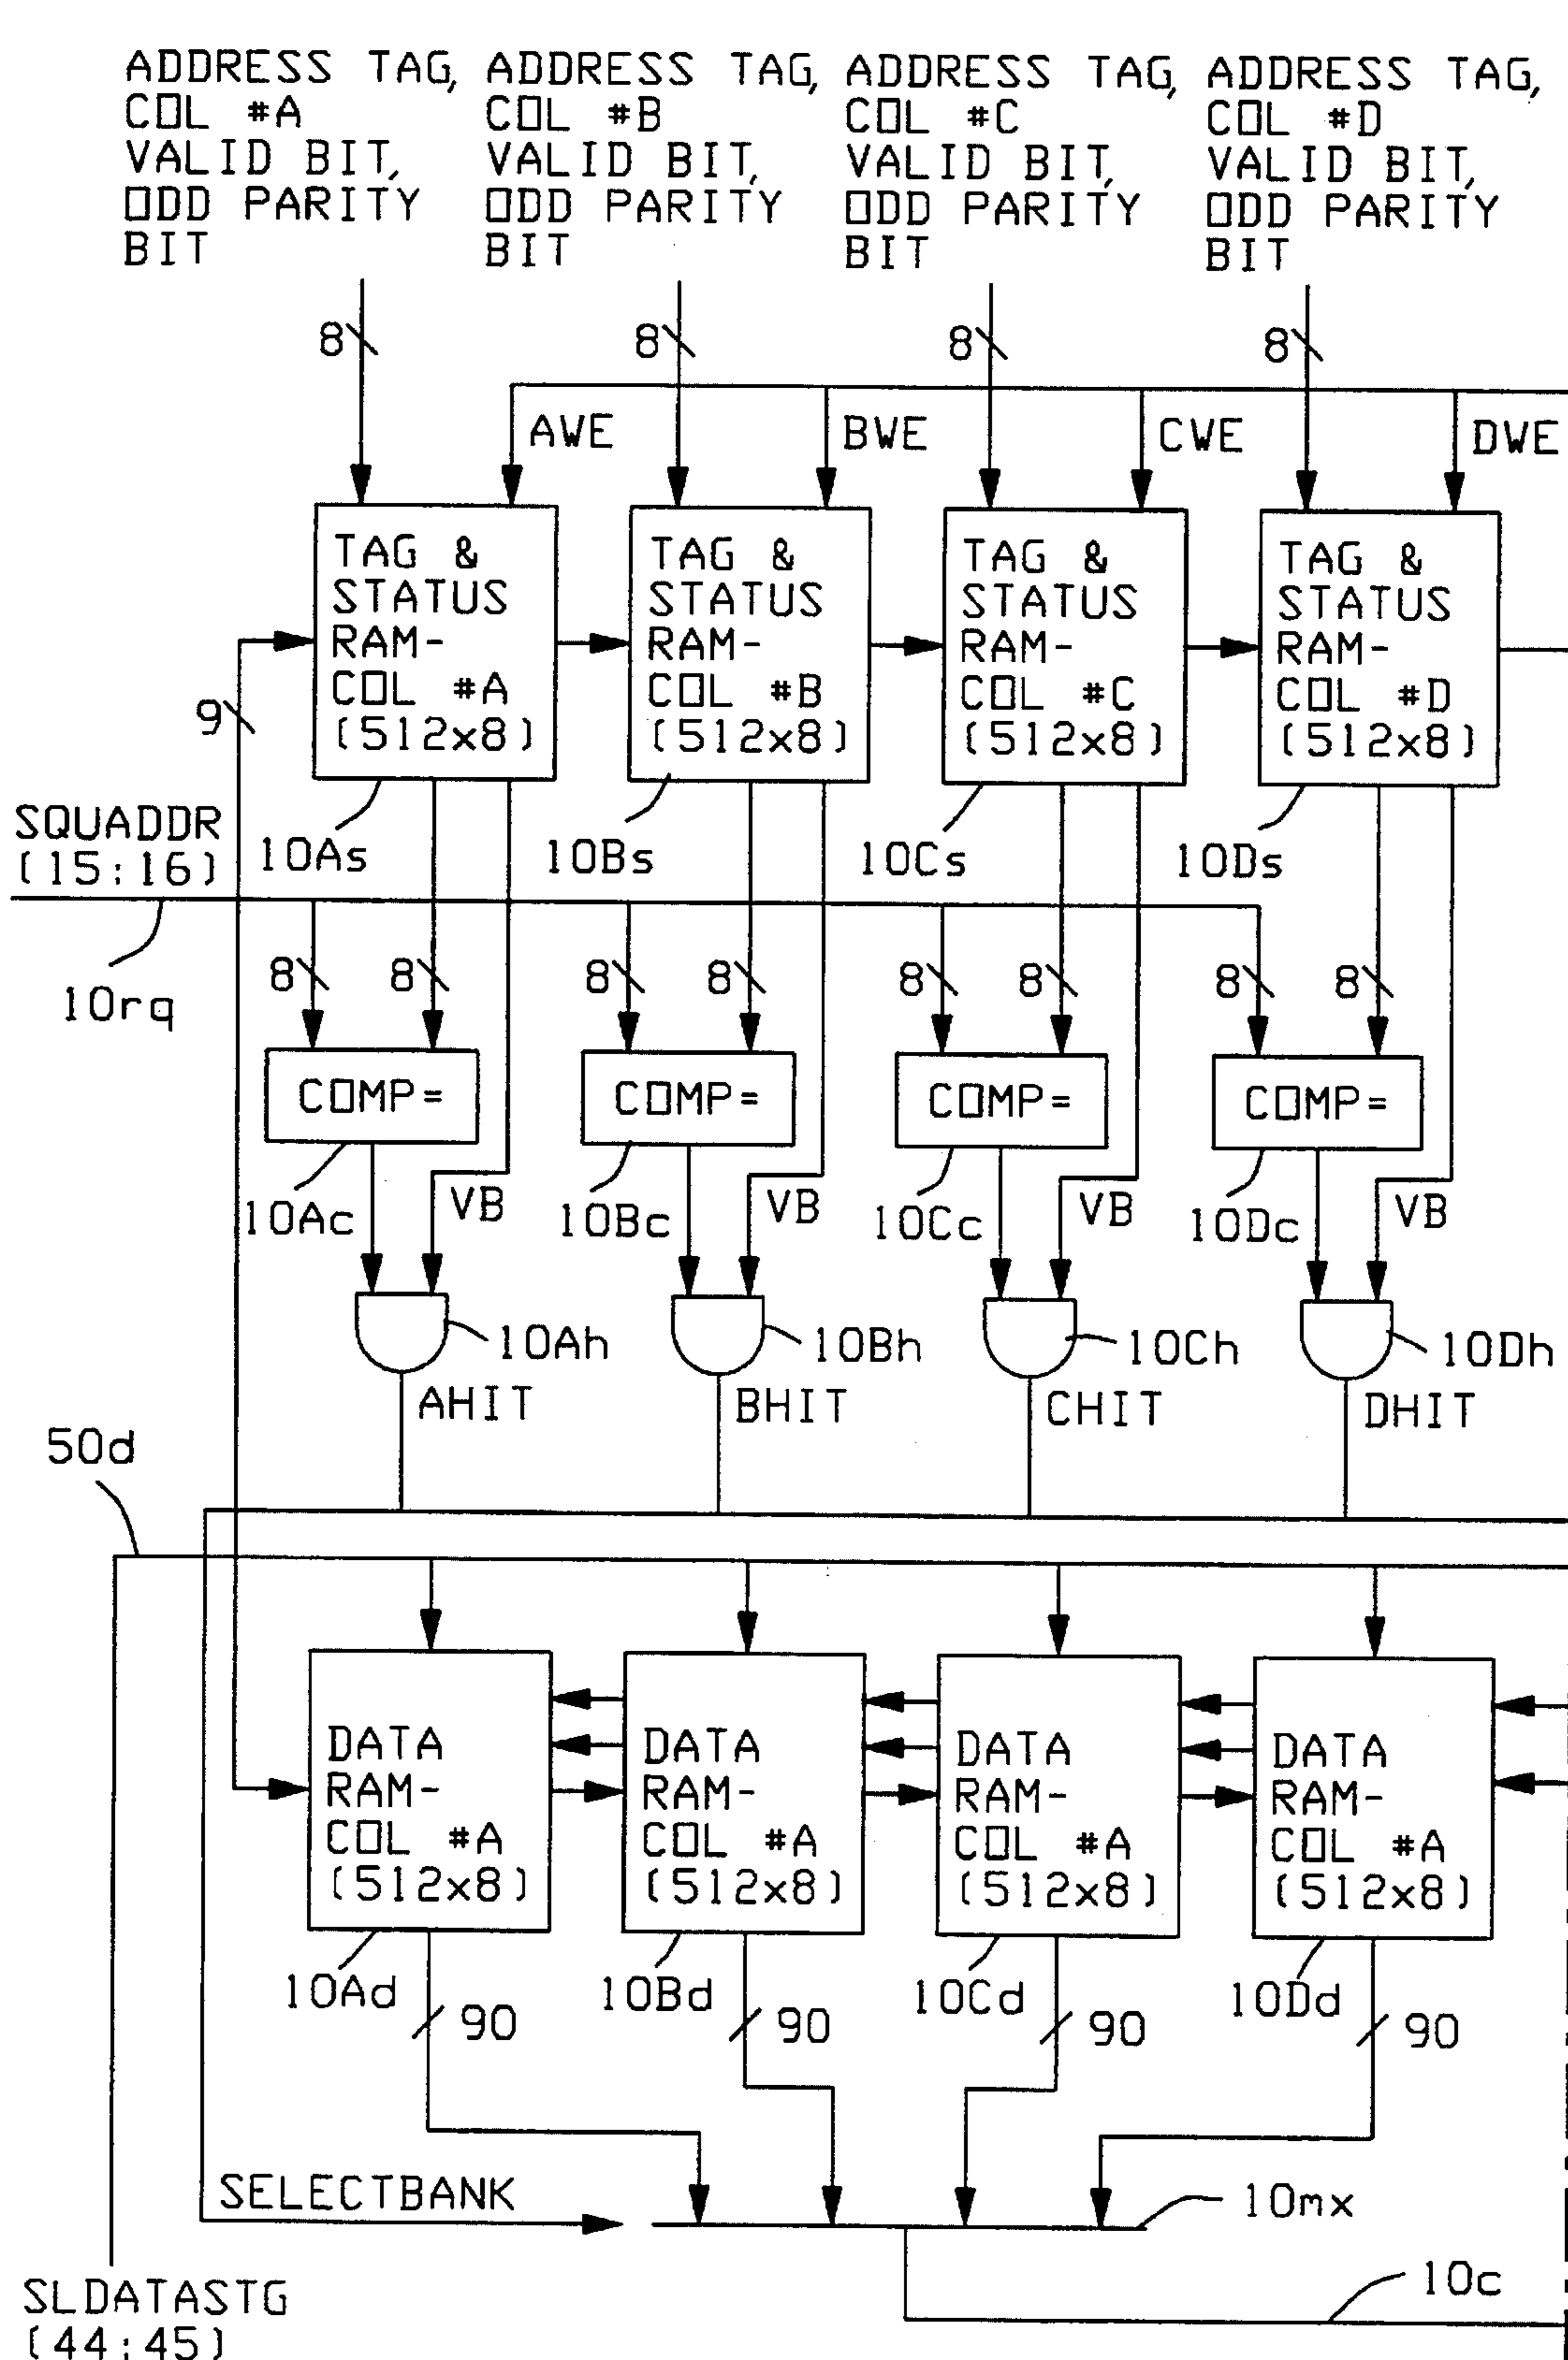 ADDRESS TAG,
COL #A
VALID BIT,
ODD PARITY
BIT
ADDRESS TAG,
COL #B
VALID BIT,
ODD PARITY
BIT
ADDRESS TAG,
COL #C
VALID BIT,
ODD PARITY
BIT
ADDRESS TAG,
COL #D
VALID BIT,
ODD PARITY
BIT
8
8
8
8
AWE
BWE
CWE
DWE
TAG &
STATUS
RAM-
COL #A
(512x8)
TAG &
STATUS
RAM-
COL #B
(512x8)
TAG &
STATUS
RAM-
COL #C
(512x8)
TAG &
STATUS
RAM-
COL #D
(512x8)
9
SQUADDR
(15:16)
10As
10Bs
10Cs
10Ds
10rq
8
8
8
8
8
8
8
8
COMP=
COMP=
COMP=
COMP=
10Ac
VB
10Bc
VB
10Cc
VB
10Dc
VB
10Ah
10Bh
10Ch
10Dh
AHIT
BHIT
CHIT
DHIT
50d
DATA
RAM-
COL #A
(512x8)
DATA
RAM-
COL #A
(512x8)
DATA
RAM-
COL #A
(512x8)
DATA
RAM-
COL #A
(512x8)
10Ad
90
10Bd
90
10Cd
90
10Dd
90
SELECTBANK
10mx
10c
SLDATASTG
(44:45)